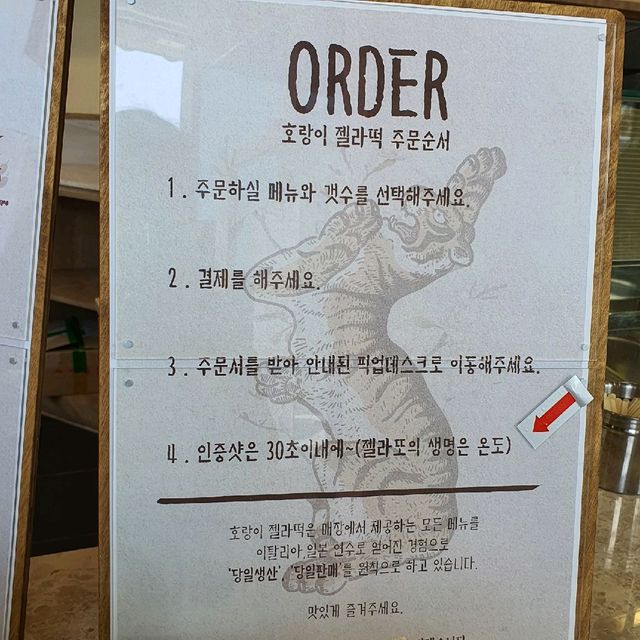 ORDER
호랑이 젤라떡 주문순서
1. 주문하실 메뉴와 갯수를 선택해주세요.
2. 결제를 해주세요.
3. 주문서를 받아 안내된 픽업데스크로 이동해주세요.
4. 인증샷은 30초이내에~(젤라또의 생명은 온도)
호랑이 젤라떡은 매장에서 제공하는 모든 메뉴를
이탈리아,일본 연수로 얻어진 경험으로
'당일생산', '당일판매'를 원칙으로 하고 있습니다.
맛있게 즐겨주세요.